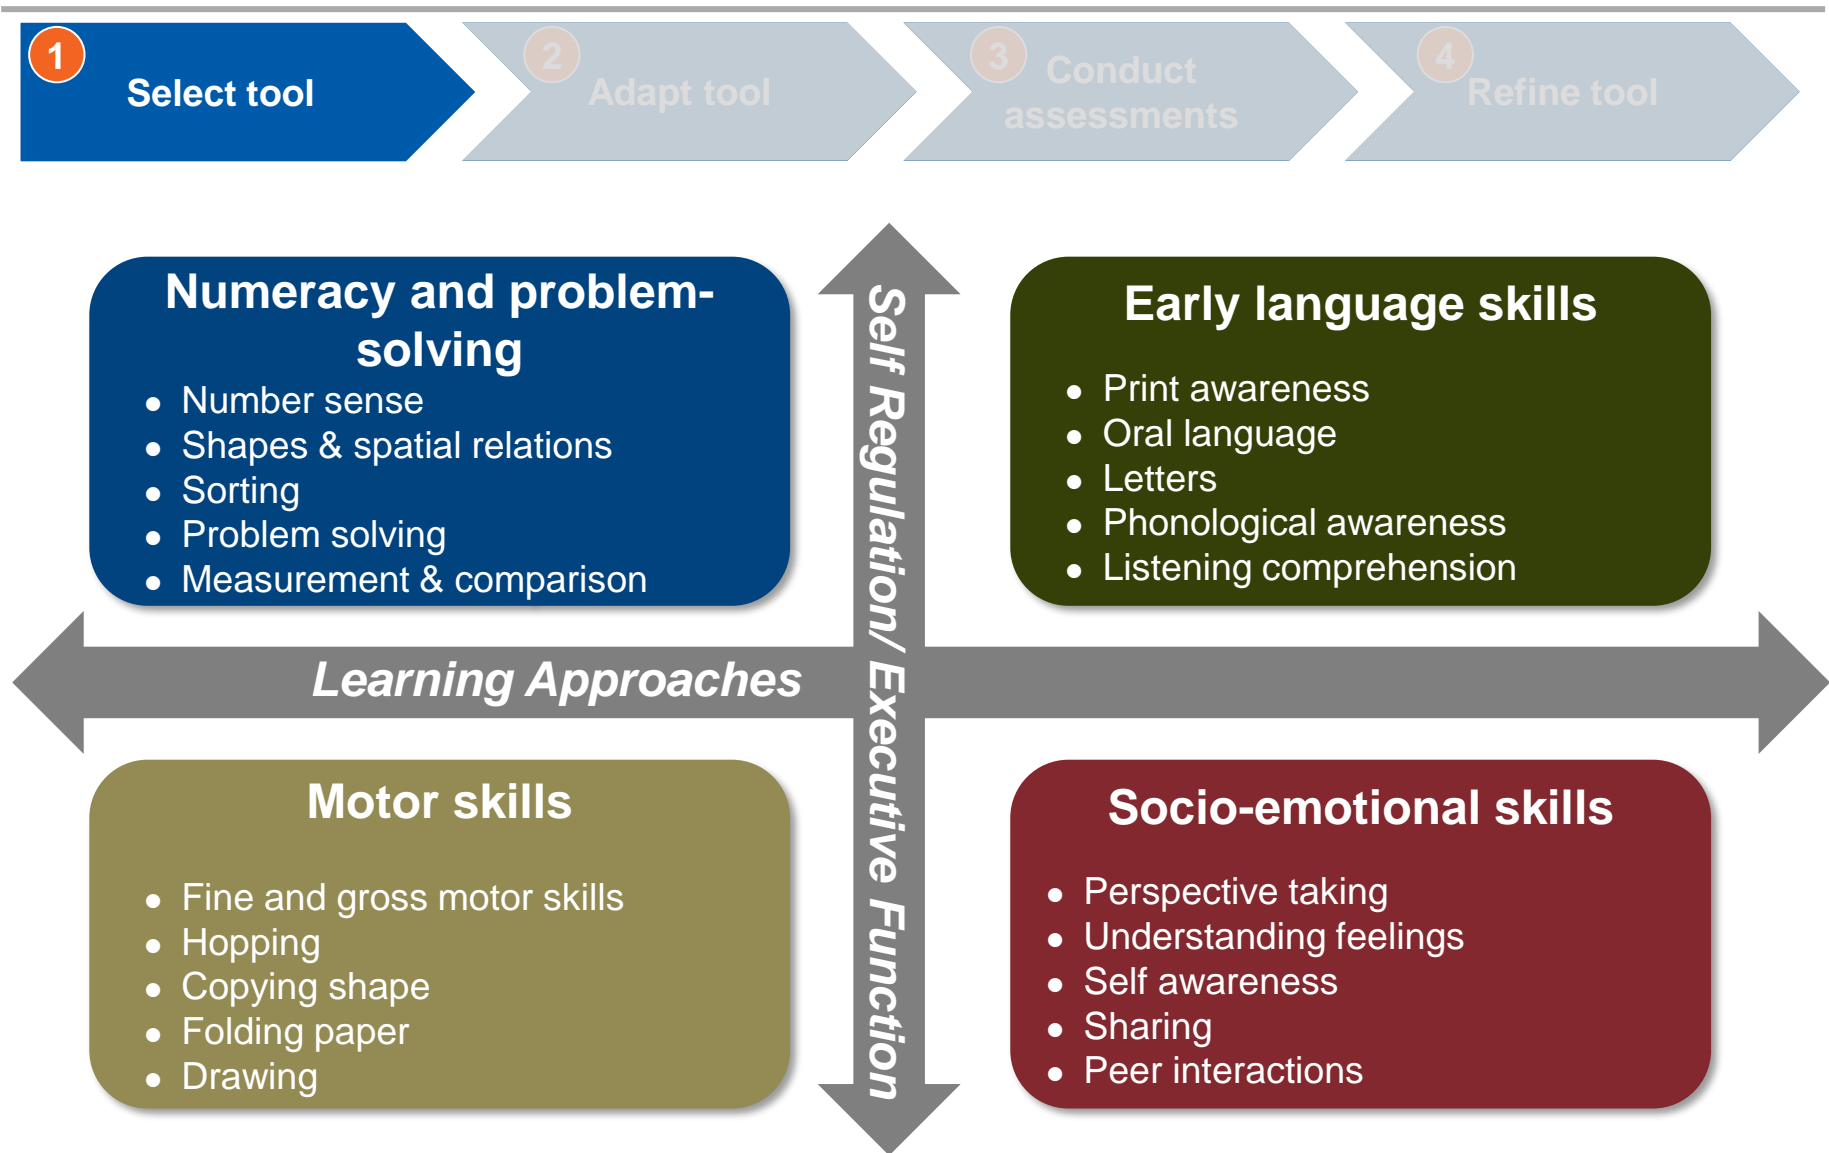 1
Select tool
2
Adapt tool
3
Conduct
assessments
4
Refine tool
Numeracy and problem-
solving
● Number sense
● Shapes & spatial relations
● Sorting
● Problem solving
● Measurement & comparison
Early language skills
● Print awareness
● Oral language
● Letters
● Phonological awareness
● Listening comprehension
Self Regulation/ Executive Function
Learning Approaches
Motor skills
● Fine and gross motor skills
● Hopping
● Copying shape
● Folding paper
● Drawing
Socio-emotional skills
● Perspective taking
● Understanding feelings
● Self awareness
● Sharing
● Peer interactions